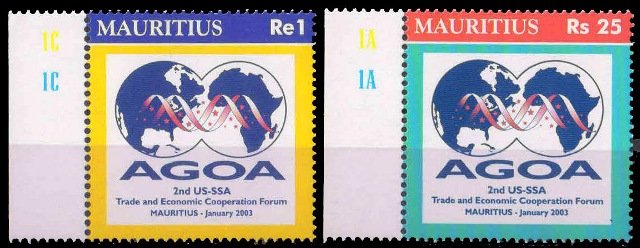 1C
1C
MAURITIUS Re1
AGOA
2nd US-SSA
Trade and Economic Cooperation Forum
MAURITIUS - January 2003
1A
1A
MAURITIUS Rs 25
AGOA
2nd US-SSA
Trade and Economic Cooperation Forum
MAURITIUS - January 2003